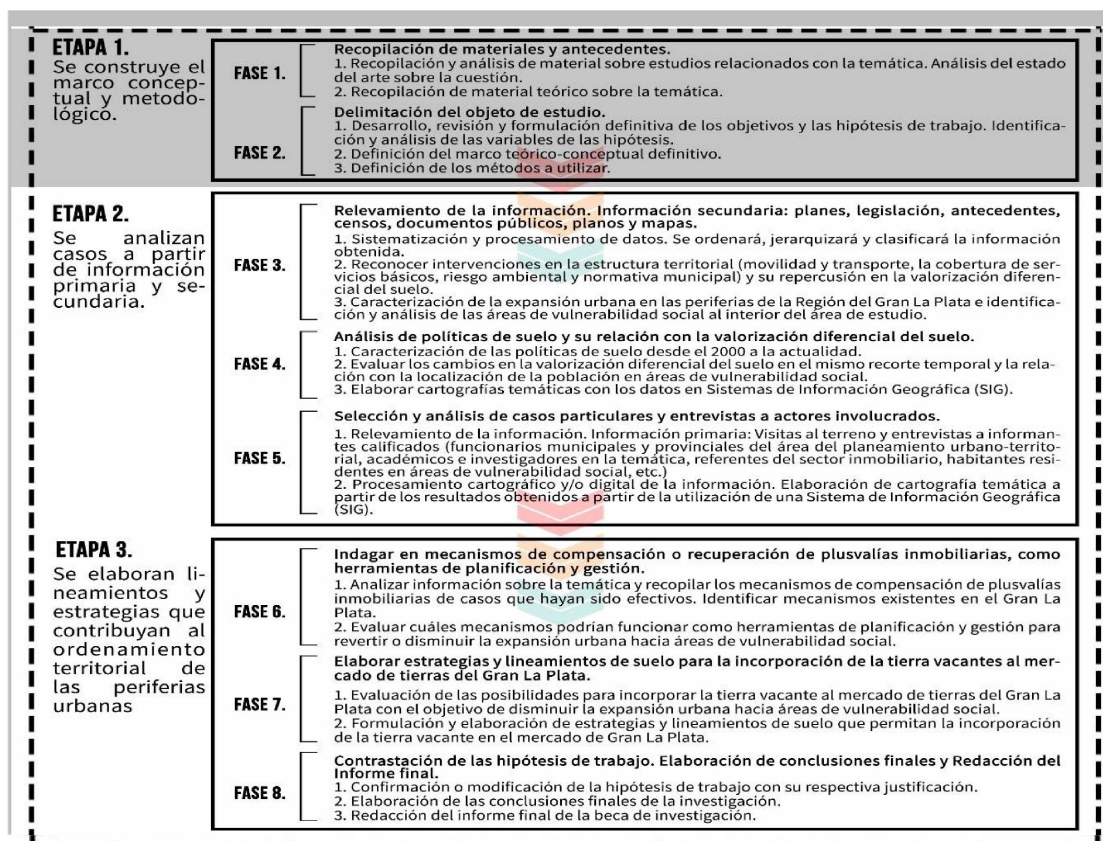 ETAPA 1.
Se construye el
marco concep-
tual y metodo-
lógico.
FASE 1.
Recopilación de materiales y antecedentes.
1. Recopilación y análisis de material sobre estudios relacionados con la temática. Análisis del estado
del arte sobre la cuestión.
2. Recopilación de material teórico sobre la temática.
FASE 2.
Delimitación del objeto de estudio.
1. Desarrollo, revisión y formulación definitiva de los objetivos y las hipótesis de trabajo. Identifica-
ción y análisis de las variables de las hipótesis.
2. Definición del marco teórico-conceptual definitivo.
3. Definición de los métodos a utilizar.
ETAPA 2.
Se analizan
casos a partir
de información
primaria y se-
cundaria.
FASE 3.
Relevamiento de la información. Información secundaria: planes, legislación, antecedentes,
censos, documentos públicos, planos y mapas.
1. Sistematización y procesamiento de datos. Se ordenará, jerarquizará y clasificará la información
obtenida.
2. Reconocer intervenciones en la estructura territorial (movilidad y transporte, la cobertura de ser-
vicios básicos, riesgo ambiental y normativa municipal) y su repercusión en la valorización diferen-
cial del suelo.
3. Caracterización de la expansión urbana en las periferias de la Región del Gran La Plata e identifica-
ción y análisis de las áreas de vulnerabilidad social al interior del área de estudio.
FASE 4.
Análisis de políticas de suelo y su relación con la valorización diferencial del suelo.
1. Caracterización de las políticas de suelo desde el 2000 a la actualidad.
2. Evaluar los cambios en la valorización diferencial del suelo en el mismo recorte temporal y la rela-
ción con la localización de la población en áreas de vulnerabilidad social.
3. Elaborar cartografías temáticas con los datos en Sistemas de Información Geográfica (SIG).
FASE 5.
Selección y análisis de casos particulares y entrevistas a actores involucrados.
1. Relevamiento de la información. Información primaria: Visitas al terreno y entrevistas a informan-
tes calificados (funcionarios municipales y provinciales del área del planeamiento urbano-territo-
rial, académicos e investigadores en la temática, referentes del sector inmobiliario, habitantes resi-
dentes en áreas de vulnerabilidad social, etc.)
2. Procesamiento cartográfico y/o digital de la información. Elaboración de cartografía temática a
partir de los resultados obtenidos a partir de la utilización de una Sistema de Información Geográfica
(SIG).
ETAPA 3.
Se elaboran li-
neamientos y
estrategias que
contribuyan al
ordenamiento
territorial de
las periferias
urbanas
FASE 6.
Indagar en mecanismos de compensación o recuperación de plusvalías inmobiliarias, como
herramientas de planificación y gestión.
1. Analizar información sobre la temática y recopilar los mecanismos de compensación de plusvalías
inmobiliarias de casos que hayan sido efectivos. Identificar mecanismos existentes en el Gran La
Plata.
2. Evaluar cuáles mecanismos podrían funcionar como herramientas de planificación y gestión para
revertir o disminuir la expansión urbana hacia áreas de vulnerabilidad social.
FASE 7.
Elaborar estrategias y lineamientos de suelo para la incorporación de la tierra vacantes al mer-
cado de tierras del Gran La Plata.
1. Evaluación de las posibilidades para incorporar la tierra vacante al mercado de tierras del Gran La
Plata con el objetivo de disminuir la expansión urbana hacia áreas de vulnerabilidad social.
2. Formulación y elaboración de estrategias y lineamientos de suelo que permitan la incorporación
de la tierra vacante en el mercado de Gran La Plata.
FASE 8.
Contrastación de las hipótesis de trabajo. Elaboración de conclusiones finales y Redacción del
Informe final.
1. Confirmación o modificación de la hipótesis de trabajo con su respectiva justificación.
2. Elaboración de las conclusiones finales de la investigación.
3. Redacción del informe final de la beca de investigación.